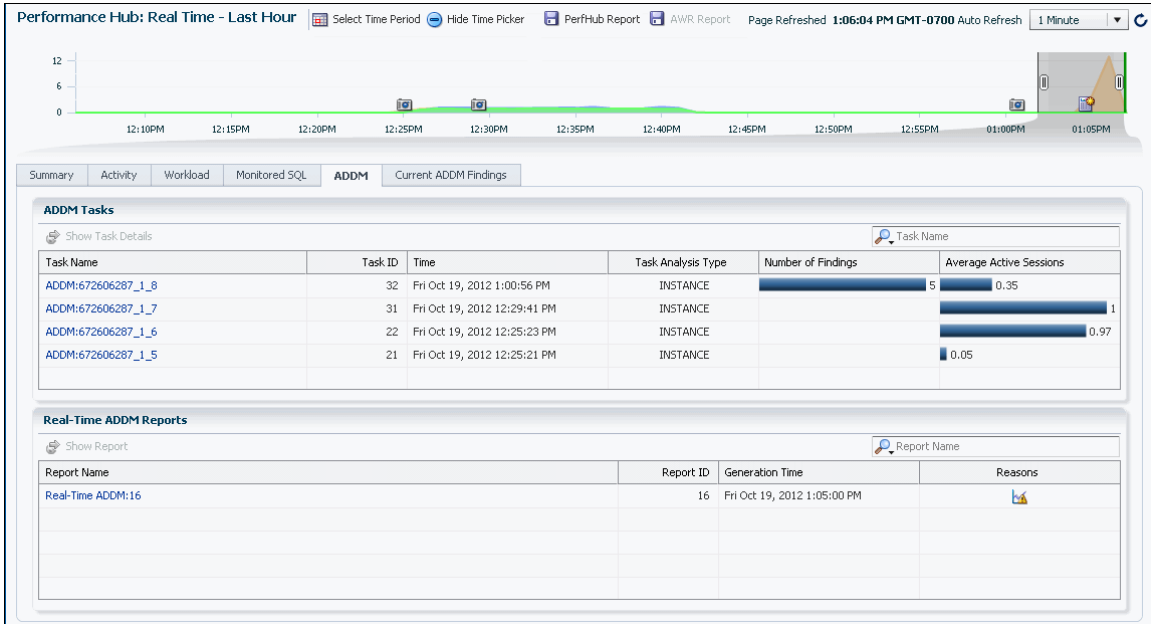 Performance Hub: Real Time - Last Hour Select Time Period Hide Time Picker PerfHub Report AWR Report Page Refreshed 1:06:04 PM GMT-0700 Auto Refresh 1 Minute
12
6
0
12:10PM 12:15PM 12:20PM 12:25PM 12:30PM 12:35PM 12:40PM 12:45PM 12:50PM 12:55PM 01:00PM 01:05PM
Summary Activity Workload Monitored SQL ADDM Current ADDM Findings
ADDM Tasks
Show Task Details Task Name
Task Name Task ID Time Task Analysis Type Number of Findings Average Active Sessions
ADDM:672606287_1_8 32 Fri Oct 19, 2012 1:00:56 PM INSTANCE 5 0.35
ADDM:672606287_1_7 31 Fri Oct 19, 2012 12:29:41 PM INSTANCE 1
ADDM:672606287_1_6 22 Fri Oct 19, 2012 12:25:23 PM INSTANCE 0.97
ADDM:672606287_1_5 21 Fri Oct 19, 2012 12:25:21 PM INSTANCE 0.05
Real-Time ADDM Reports
Show Report Report Name
Report Name Report ID Generation Time Reasons
Real-Time ADDM:16 16 Fri Oct 19, 2012 1:05:00 PM